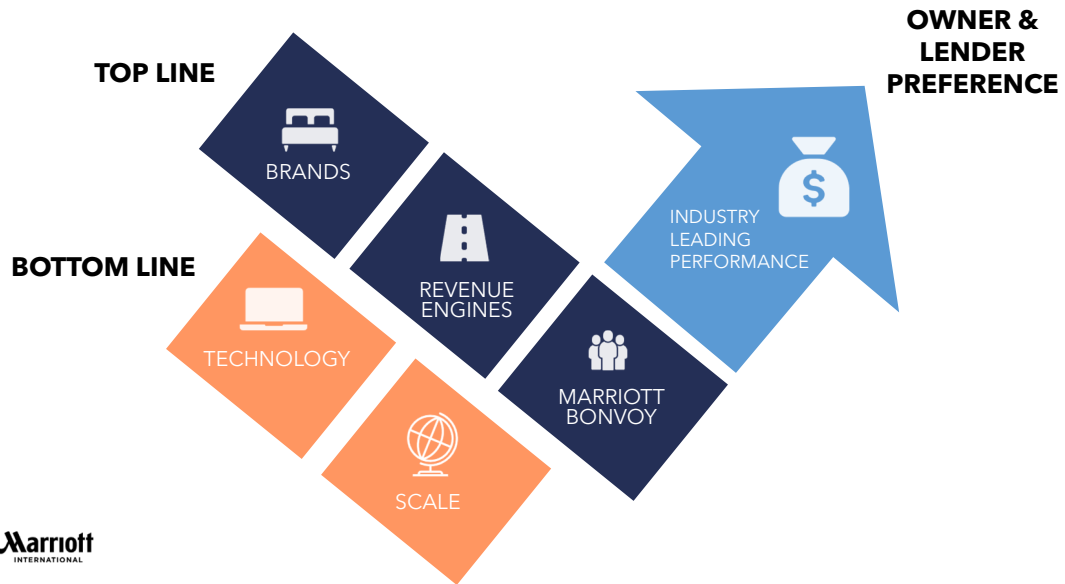 OWNER &
LENDER
PREFERENCE
TOP LINE
BRANDS
REVENUE
ENGINES
MARRIOTT
BONVOY
INDUSTRY
LEADING
PERFORMANCE
$
BOTTOM LINE
TECHNOLOGY
SCALE
Marriott
INTERNATIONAL